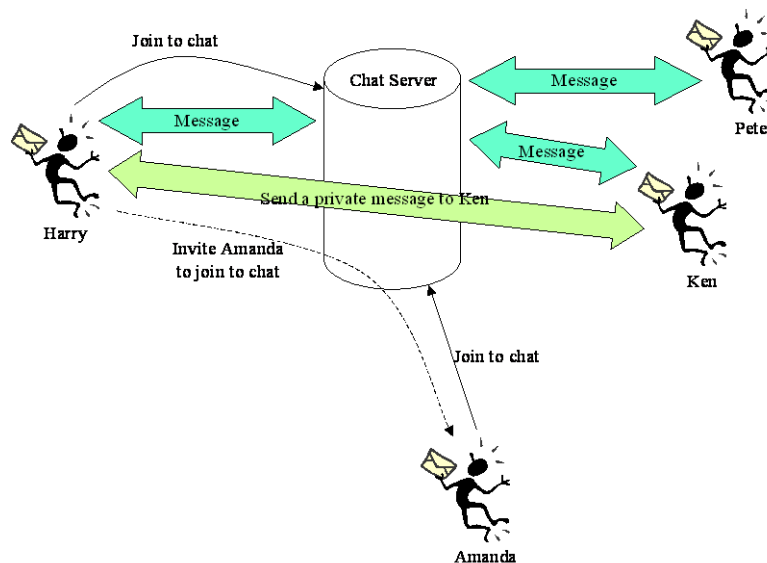 Join to chat
Chat Server
Message
Message
Pete
Message
Send a private message to Ken
Harry
Invite Amanda
to join to chat
Ken
Join to chat
Amanda